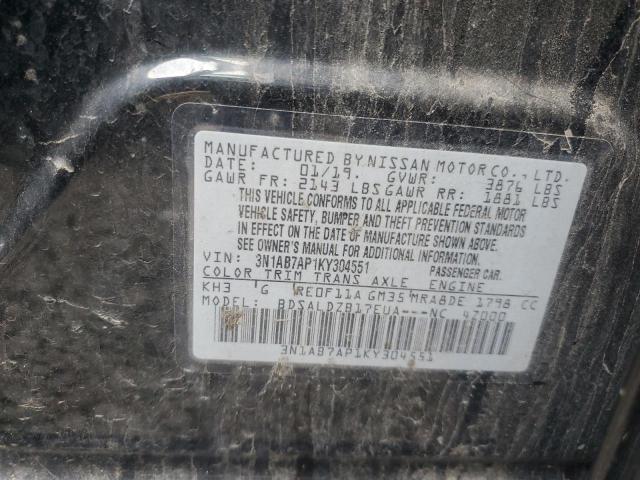 MANUFACTURED BY NISSAN MOTOR CO., LTD.
DATE: 01/19. GVWR: 3876 LBS
GAWR FR: 2143 LBS GAWR RR: 1881 LBS
THIS VEHICLE CONFORMS TO ALL APPLICABLE FEDERAL MOTOR
VEHICLE SAFETY, BUMPER AND THEFT PREVENTION STANDARDS
IN EFFECT ON THE DATE OF MANUFACTURE SHOWN ABOVE.
SEE OWNER'S MANUAL FOR ADDITIONAL INFORMATION.
VIN: 3N1AB7AP1KY304551 PASSENGER CAR.
COLOR TRIM TRANS AXLE ENGINE
KH3 G RE0F11A GM35 MRA8DE 1798 CC
MODEL: BDSALDZB17EUA---NC 47000
3N1AB7AP1KY304551